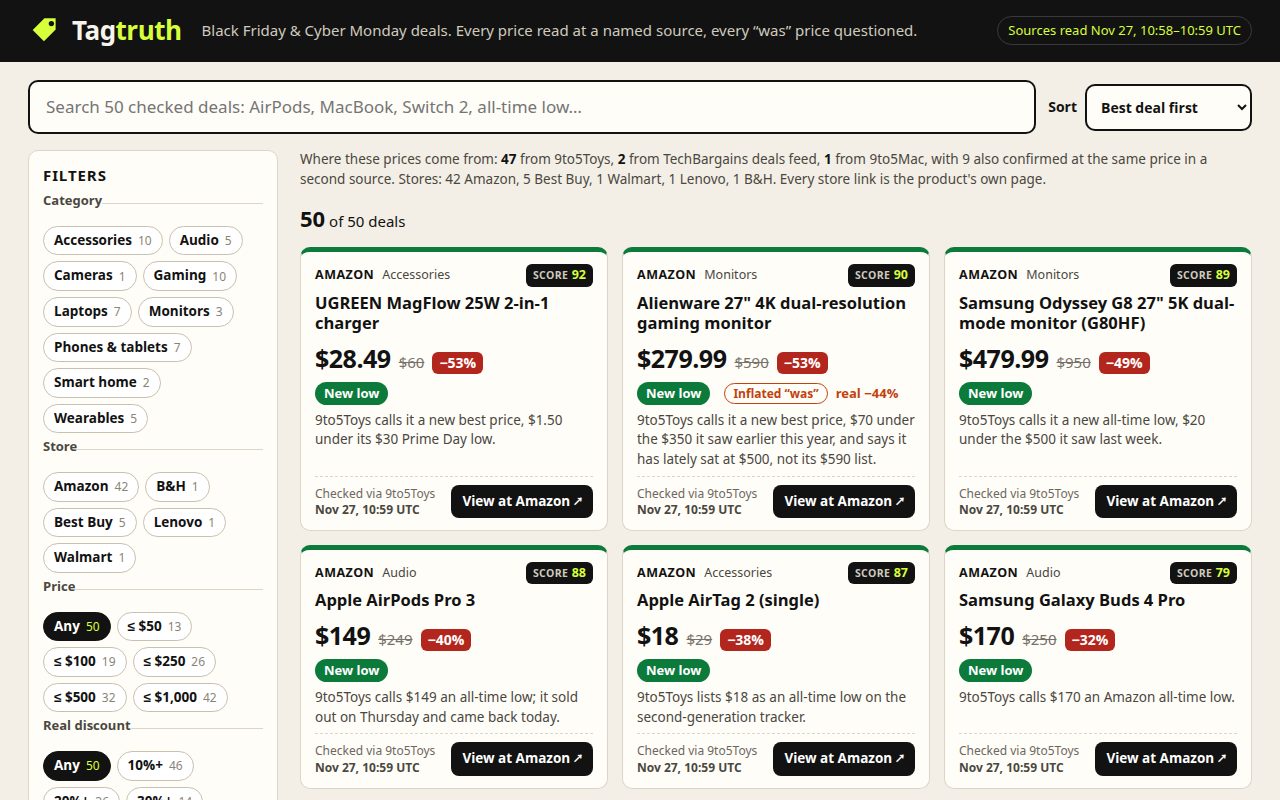 Tagtruth Black Friday & Cyber Monday deals. Every price read at a named source, every “was” price questioned. Sources read Nov 27, 10:58–10:59 UTC
Search 50 checked deals: AirPods, MacBook, Switch 2, all-time low... Sort Best deal first
FILTERS
Category
Accessories 10 Audio 5
Cameras 1 Gaming 10
Laptops 7 Monitors 3
Phones & tablets 7
Smart home 2
Wearables 5
Store
Amazon 42 B&H 1
Best Buy 5 Lenovo 1
Walmart 1
Price
Any 50 ≤ $50 13
≤ $100 19 ≤ $250 26
≤ $500 32 ≤ $1,000 42
Real discount
Any 50 10%+ 46
Where these prices come from: 47 from 9to5Toys, 2 from TechBargains deals feed, 1 from 9to5Mac, with 9 also confirmed at the same price in a
second source. Stores: 42 Amazon, 5 Best Buy, 1 Walmart, 1 Lenovo, 1 B&H. Every store link is the product's own page.
50 of 50 deals
AMAZON Accessories SCORE 92
UGREEN MagFlow 25W 2-in-1
charger
$28.49 $60 −53%
New low
9to5Toys calls it a new best price, $1.50
under its $30 Prime Day low.
Checked via 9to5Toys
Nov 27, 10:59 UTC
View at Amazon ↗
AMAZON Monitors SCORE 90
Alienware 27" 4K dual-resolution
gaming monitor
$279.99 $590 −53%
New low Inflated “was” real −44%
9to5Toys calls it a new best price, $70 under
the $350 it saw earlier this year, and says it
has lately sat at $500, not its $590 list.
Checked via 9to5Toys
Nov 27, 10:59 UTC
View at Amazon ↗
AMAZON Monitors SCORE 89
Samsung Odyssey G8 27" 5K dual-
mode monitor (G80HF)
$479.99 $950 −49%
New low
9to5Toys calls it a new all-time low, $20
under the $500 it saw last week.
Checked via 9to5Toys
Nov 27, 10:59 UTC
View at Amazon ↗
AMAZON Audio SCORE 88
Apple AirPods Pro 3
$149 $249 −40%
New low
9to5Toys calls $149 an all-time low; it sold
out on Thursday and came back today.
Checked via 9to5Toys
Nov 27, 10:59 UTC
View at Amazon ↗
AMAZON Accessories SCORE 87
Apple AirTag 2 (single)
$18 $29 −38%
New low
9to5Toys lists $18 as an all-time low on the
second-generation tracker.
Checked via 9to5Toys
Nov 27, 10:59 UTC
View at Amazon ↗
AMAZON Audio SCORE 79
Samsung Galaxy Buds 4 Pro
$170 $250 −32%
New low
9to5Toys calls $170 an Amazon all-time low.
Checked via 9to5Toys
Nov 27, 10:59 UTC
View at Amazon ↗